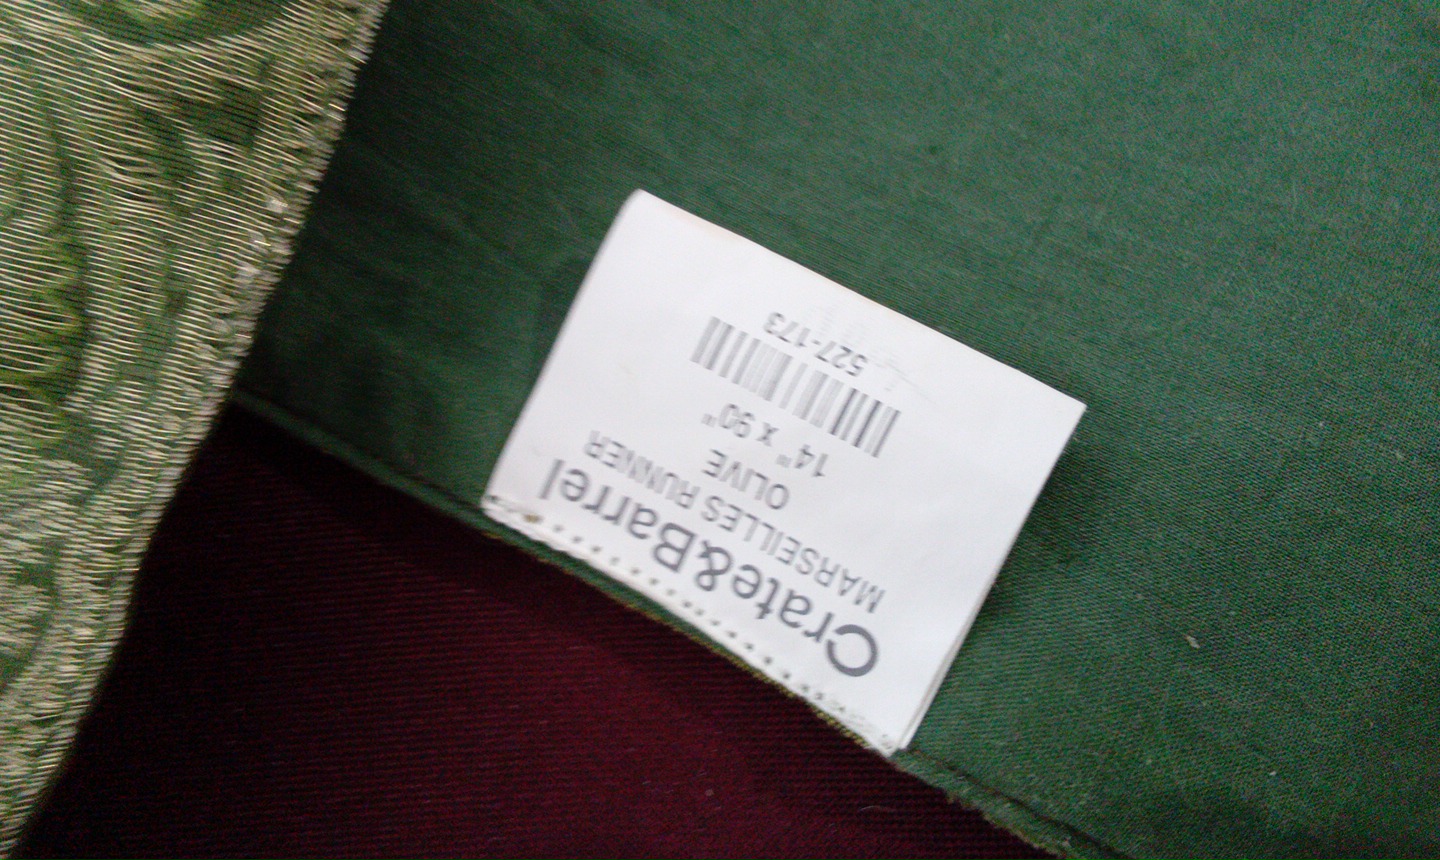 Crate&Barrel
MARSEILLES RUNNER
OLIVE
14" x 90"
527-173